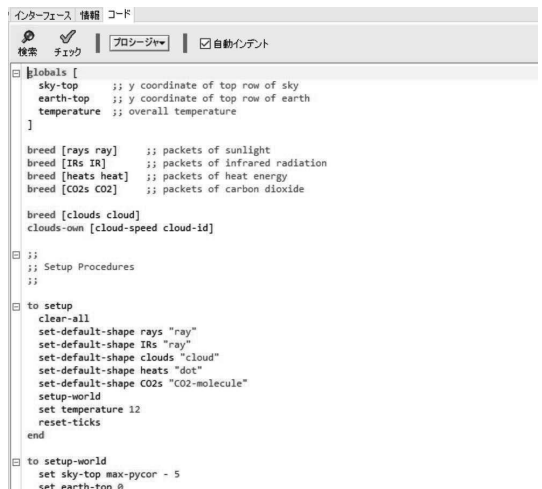 インターフェース 情報 コード
検索 チェック プロシージャ 自動インデント
globals [
  sky-top      ;; y coordinate of top row of sky
  earth-top    ;; y coordinate of top row of earth
  temperature  ;; overall temperature
]
breed [rays ray]     ;; packets of sunlight
breed [IRs IR]       ;; packets of infrared radiation
breed [heats heat]   ;; packets of heat energy
breed [CO2s CO2]     ;; packets of carbon dioxide
breed [clouds cloud]
clouds-own [cloud-speed cloud-id]
;;
;; Setup Procedures
;;
to setup
  clear-all
  set-default-shape rays "ray"
  set-default-shape IRs "ray"
  set-default-shape clouds "cloud"
  set-default-shape heats "dot"
  set-default-shape CO2s "CO2-molecule"
  setup-world
  set temperature 12
  reset-ticks
end
to setup-world
  set sky-top max-pycor - 5
  set earth-top 0